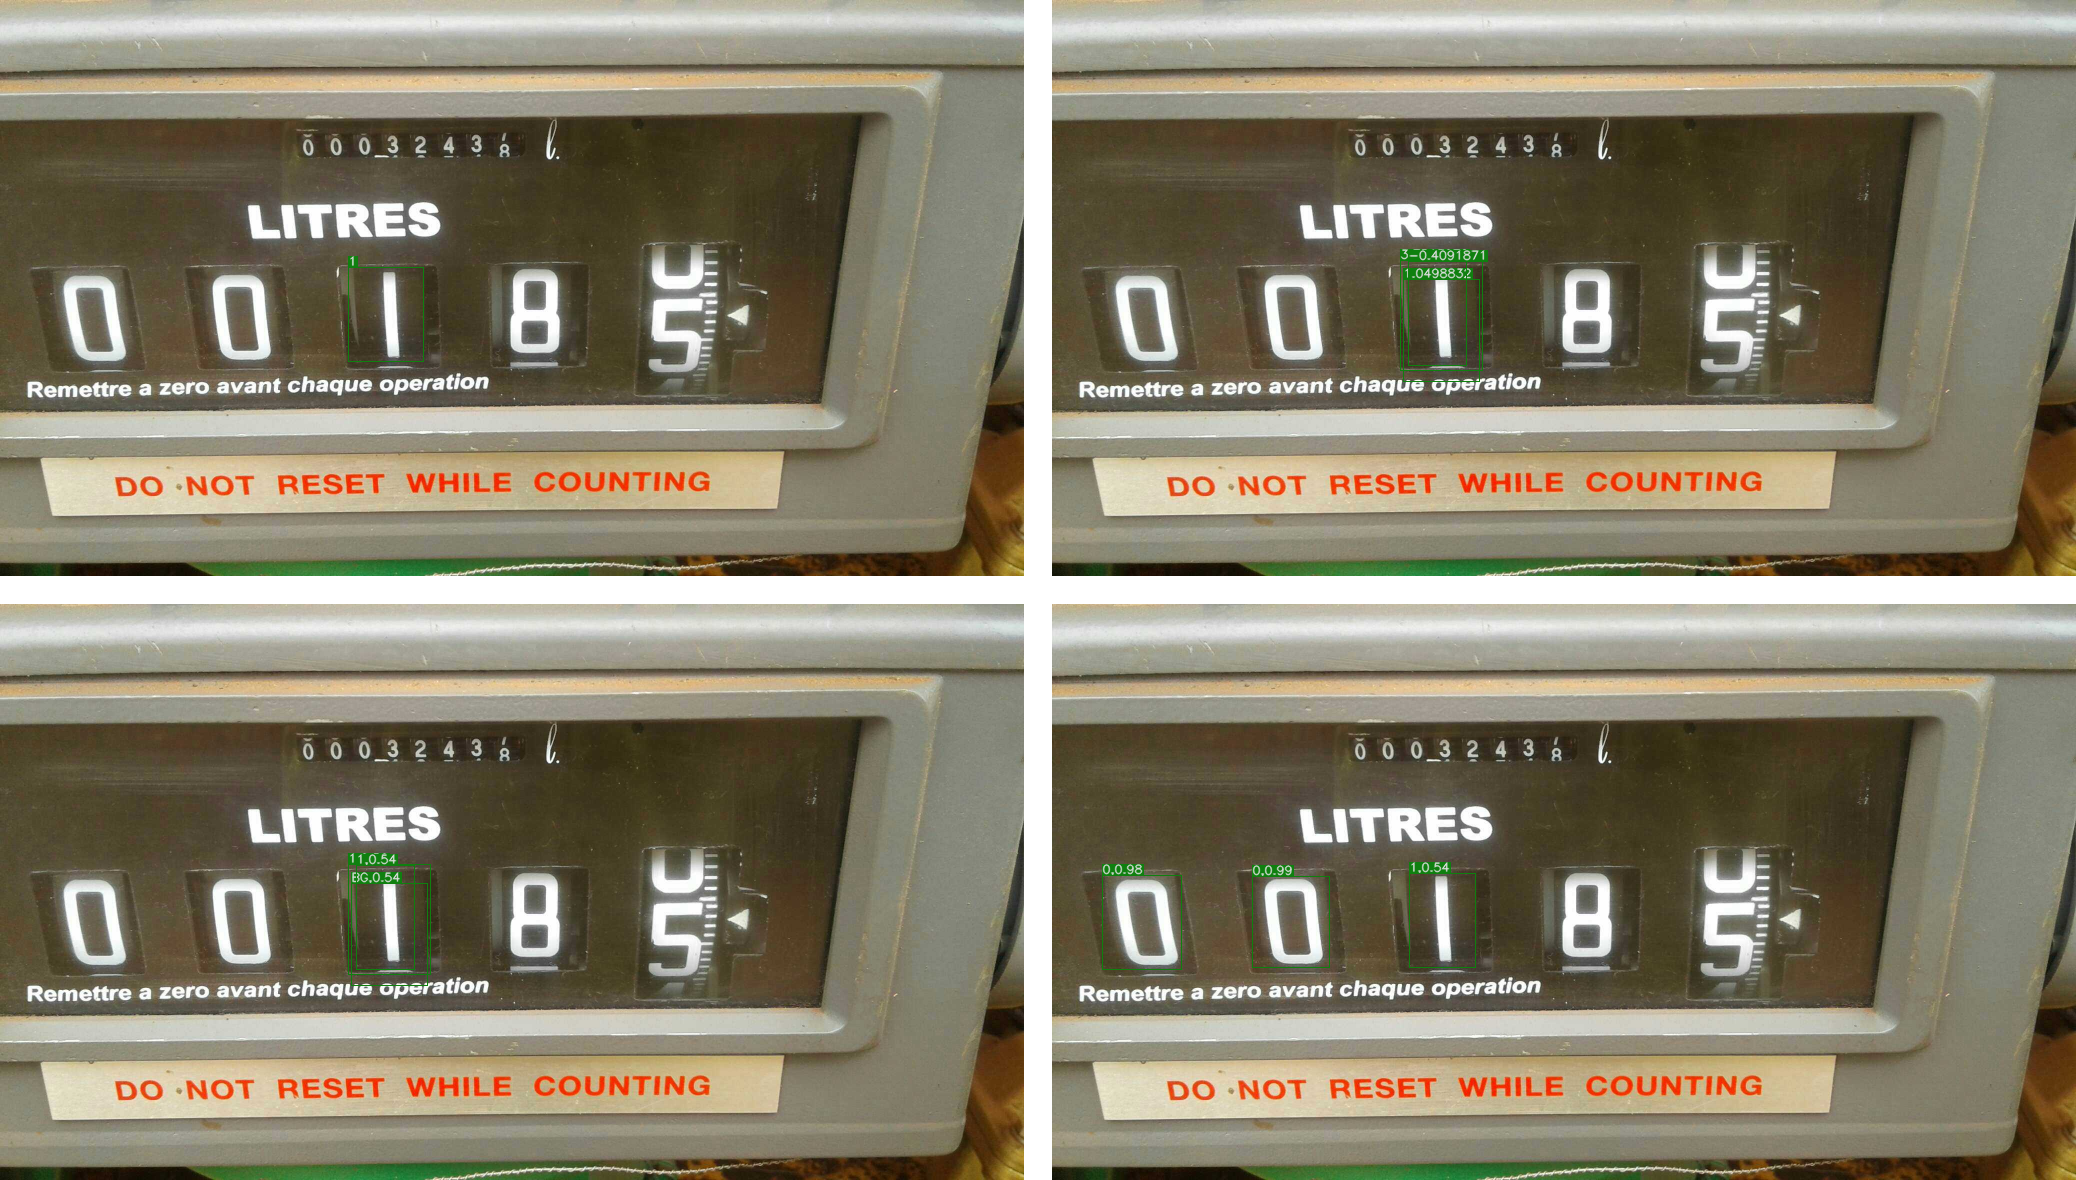 0 0 0 3 2 4 3 8 l.
LITRES
1
0 0 1 8 5
Remettre a zero avant chaque operation
DO NOT RESET WHILE COUNTING
0 0 0 3 2 4 3 8 l.
LITRES
3-0.4091871
1.0498832
0 0 1 8 5
Remettre a zero avant chaque operation
DO NOT RESET WHILE COUNTING
0 0 0 3 2 4 3 8 l.
LITRES
11,0.54
BG,0.54
0 0 1 8 5
Remettre a zero avant chaque operation
DO NOT RESET WHILE COUNTING
0 0 0 3 2 4 3 8 l.
LITRES
0,0.98 0,0.99 1,0.54
0 0 1 8 5
Remettre a zero avant chaque operation
DO NOT RESET WHILE COUNTING